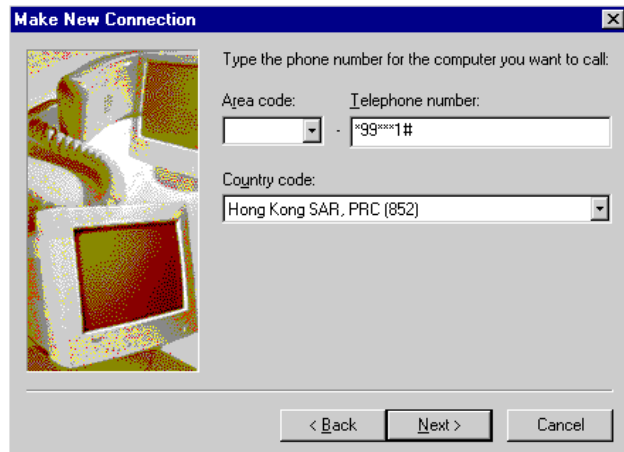 Make New Connection
Type the phone number for the computer you want to call:
Area code: Telephone number:
- *99***1#
Country code:
Hong Kong SAR, PRC (852)
< Back Next > Cancel